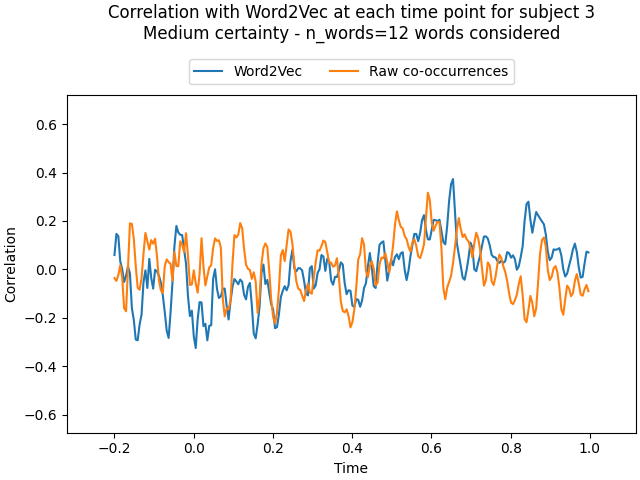 Correlation with Word2Vec at each time point for subject 3
Medium certainty - n_words=12 words considered
Word2Vec
Raw co-occurrences
0.6
0.4
0.2
0.0
−0.2
−0.4
−0.6
Correlation
−0.2
0.0
0.2
0.4
0.6
0.8
1.0
Time